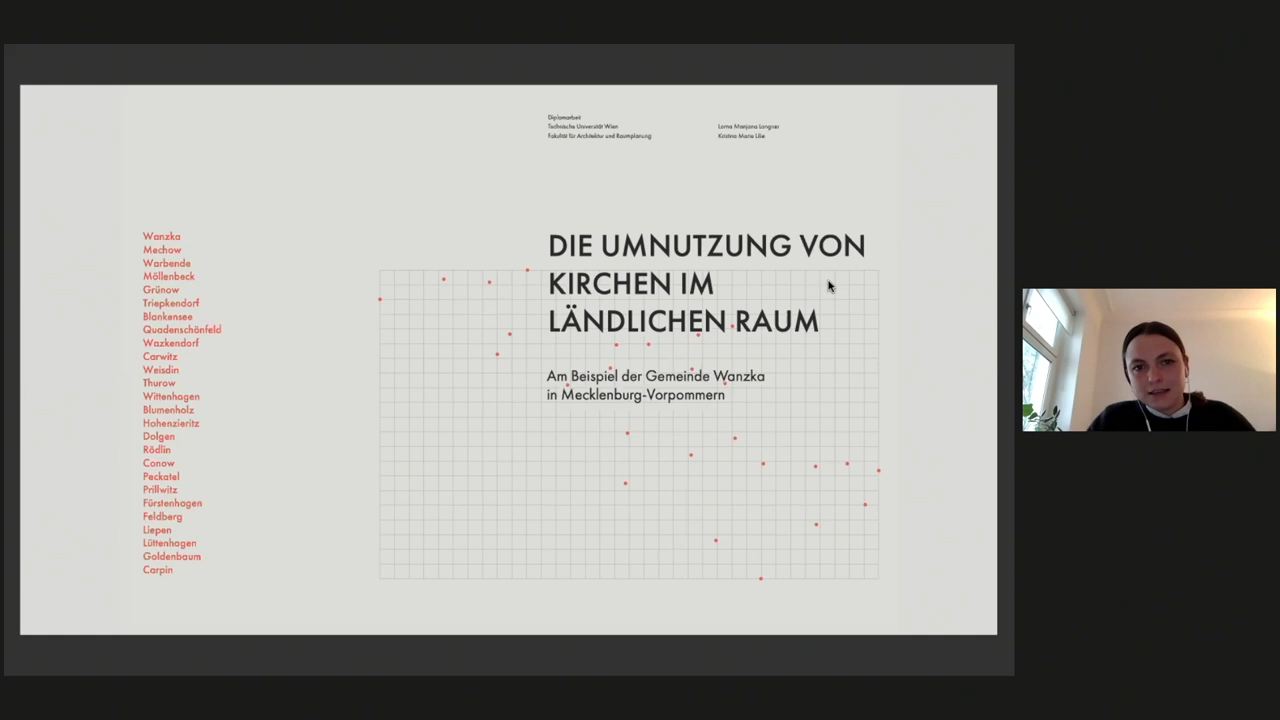 Diplomarbeit
Technische Universität Wien
Fakultät für Architektur und Raumplanung
Lorna Manjana Longner
Kristina Marie Lilie
DIE UMNUTZUNG VON
KIRCHEN IM
LÄNDLICHEN RAUM
Am Beispiel der Gemeinde Wanzka
in Mecklenburg-Vorpommern
Wanzka
Mechow
Warbende
Möllenbeck
Grünow
Triepkendorf
Blankensee
Quadenschönfeld
Wazkendorf
Carwitz
Weisdin
Thurow
Wittenhagen
Blumenholz
Hohenzieritz
Dolgen
Rödlin
Conow
Peckatel
Prillwitz
Fürstenhagen
Feldberg
Liepen
Lüttenhagen
Goldenbaum
Carpin